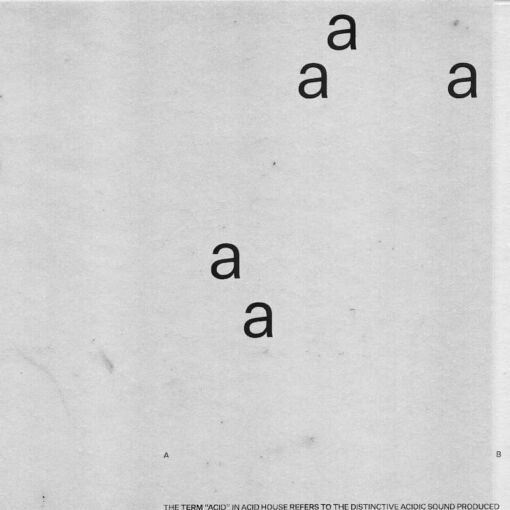 a
a a
a
a
A B
THE TERM "ACID" IN ACID HOUSE REFERS TO THE DISTINCTIVE ACIDIC SOUND PRODUCED